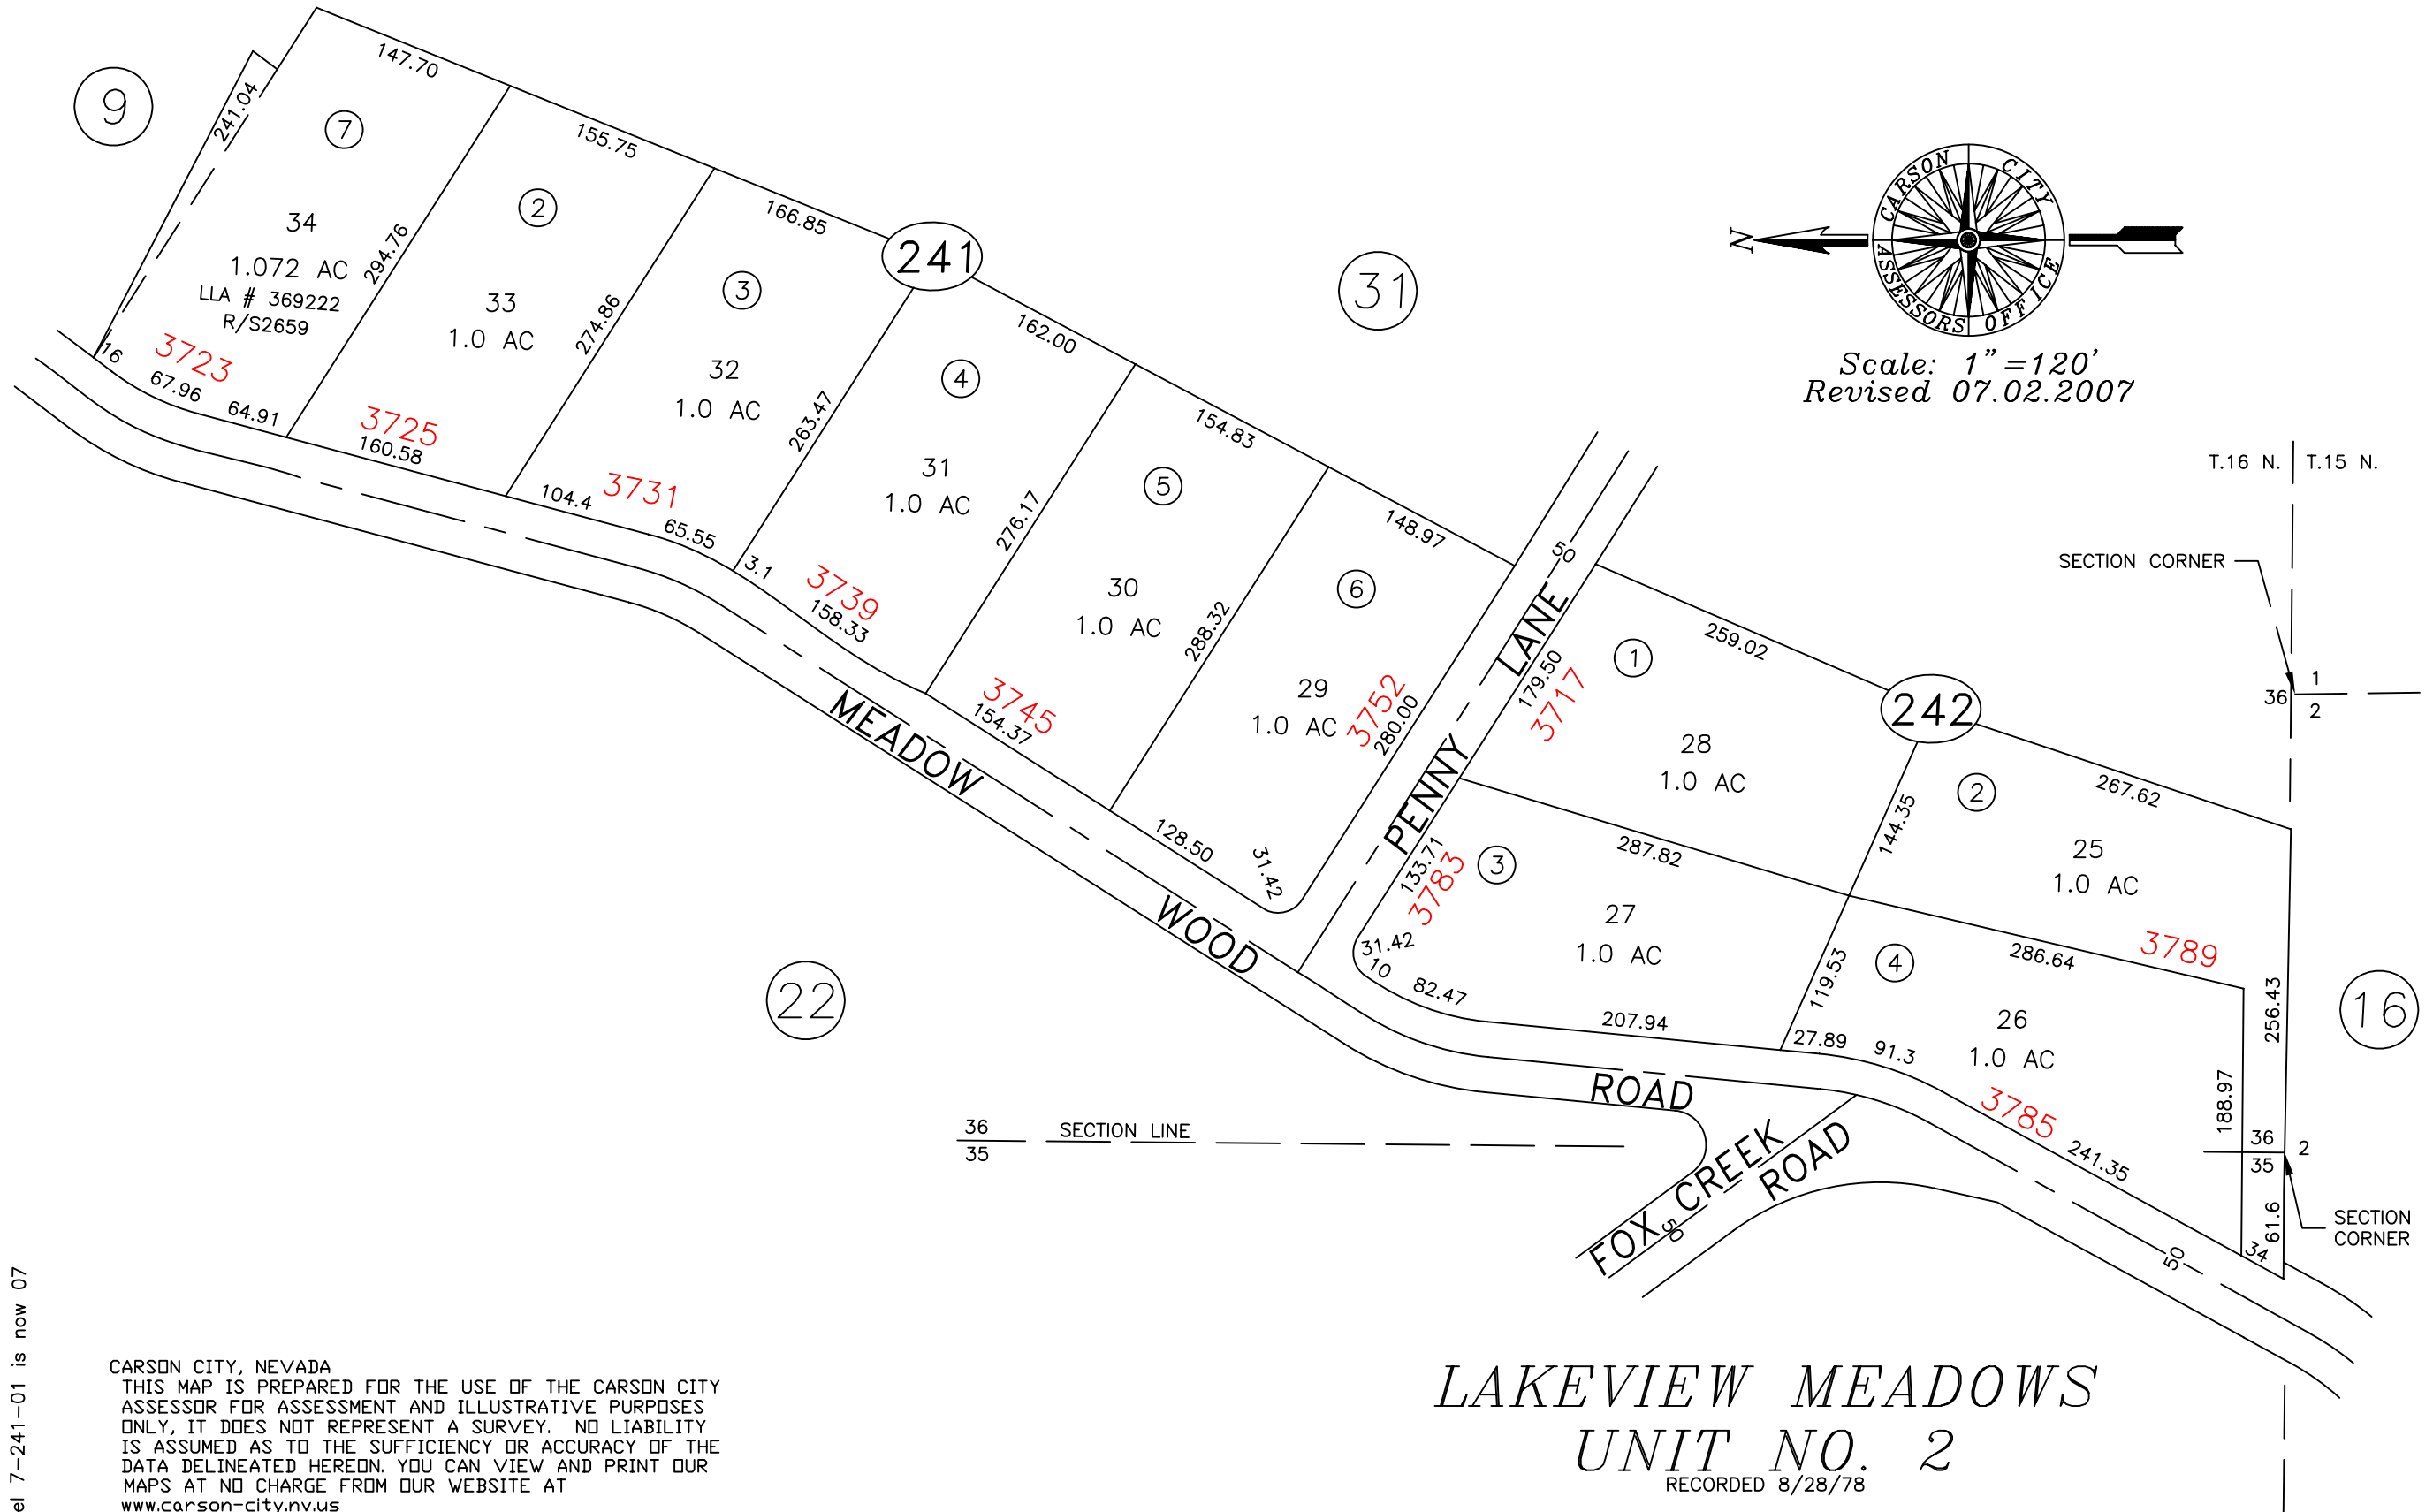 9
147.70
241.04
7
34
1.072 AC
LLA # 369222
R/S2659
3723
16
67.96
64.91
294.76
155.75
2
33
1.0 AC
3725
160.58
274.86
166.85
3
32
1.0 AC
3731
104.4
65.55
263.47
241
162.00
4
31
1.0 AC
3739
3.1
158.33
276.17
154.83
5
30
1.0 AC
3745
154.37
288.32
148.97
6
29
1.0 AC
3752
280.00
128.50
31.42
31
CARSON CITY
ASSESSORS OFFICE
N
Scale: 1"=120'
Revised 07.02.2007
T.16 N.
T.15 N.
SECTION CORNER
36
1
2
50
PENNY LANE
179.50
3717
1
259.02
28
1.0 AC
242
144.35
2
267.62
25
1.0 AC
3789
256.43
133.71
3783
3
287.82
27
1.0 AC
31.42
10
82.47
207.94
119.53
4
286.64
26
1.0 AC
27.89
91.3
3785
241.35
188.97
36
35
2
61.6
34
SECTION
CORNER
16
22
MEADOW WOOD ROAD
36
35
SECTION LINE
FOX CREEK
ROAD
50
50
el 7-241-01 is now 07
CARSON CITY, NEVADA
THIS MAP IS PREPARED FOR THE USE OF THE CARSON CITY
ASSESSOR FOR ASSESSMENT AND ILLUSTRATIVE PURPOSES
ONLY, IT DOES NOT REPRESENT A SURVEY. NO LIABILITY
IS ASSUMED AS TO THE SUFFICIENCY OR ACCURACY OF THE
DATA DELINEATED HEREON. YOU CAN VIEW AND PRINT OUR
MAPS AT NO CHARGE FROM OUR WEBSITE AT
www.carson-city.nv.us
LAKEVIEW MEADOWS
UNIT NO. 2
RECORDED 8/28/78